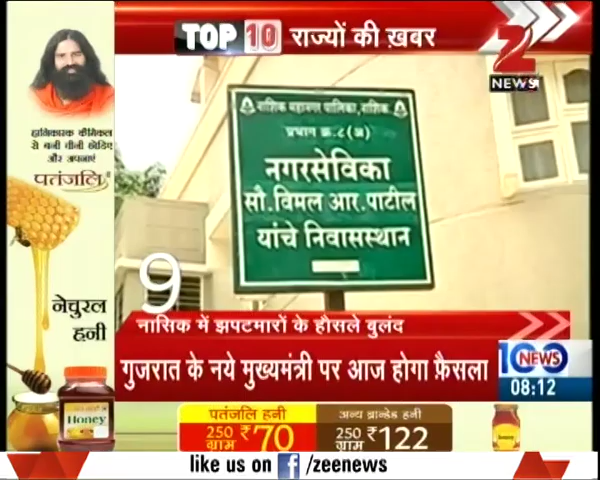 TOP 10 राज्यों की ख़बर
Z
NEWS
हानिकारक कैमिकल
से बनी चीनी छोड़िए
और अपनाएं
पतंजलि
नेचुरल
हनी
Honey
नाशिक महानगर पालिका, नाशिक
प्रभाग क्र.८(अ)
नगरसेविका
सौ.विमल आर.पाटील
यांचे निवासस्थान
9
नासिक में झपटमारों के हौसले बुलंद
गुजरात के नये मुख्यमंत्री पर आज होगा फ़ैसला
100 NEWS
08:12
पतंजलि हनी
250 ग्राम ₹70
अन्य ब्रान्डेड हनी
250 ग्राम ₹122
like us on f/zeenews